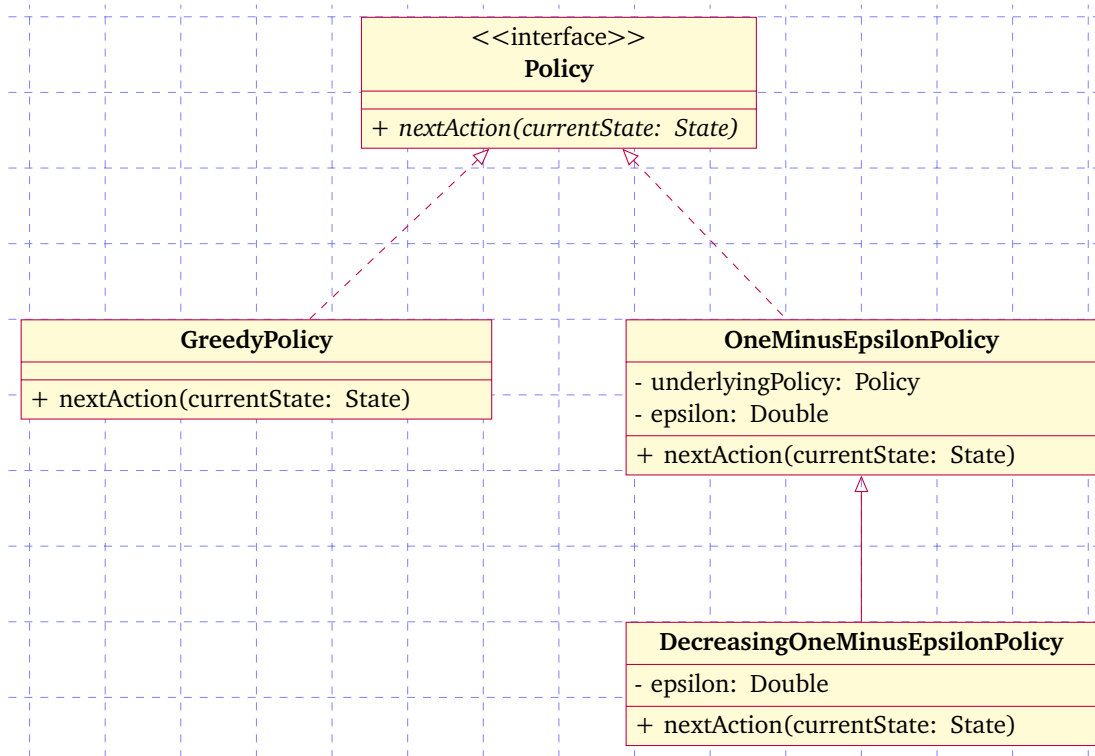 <<interface>>
Policy
+ nextAction(currentState: State)
GreedyPolicy
+ nextAction(currentState: State)
OneMinusEpsilonPolicy
- underlyingPolicy: Policy
- epsilon: Double
+ nextAction(currentState: State)
DecreasingOneMinusEpsilonPolicy
- epsilon: Double
+ nextAction(currentState: State)